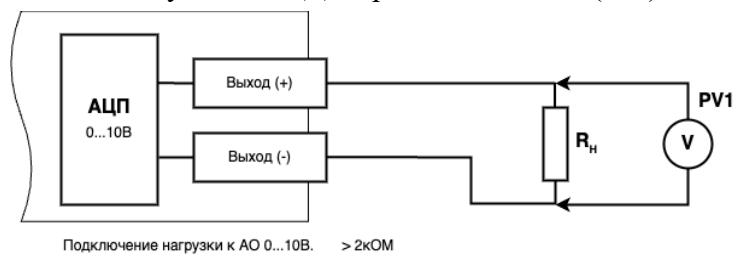 Выход (+)
АЦП
0...10В
PV1
Rн
V
Выход (-)
Подключение нагрузки к АО 0...10В. > 2кОМ